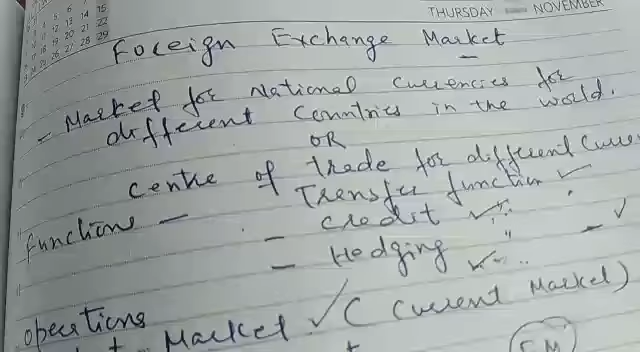 THURSDAY NOVEMBER
Foreign Exchange Market
- Market for National Currencies for
different Countries in the world.
OR
Centre of trade for different Curre
Functions - Transfer function ✓
- Credit ✓
- Hedging ✓
operations
Market ✓ ( Current Market)